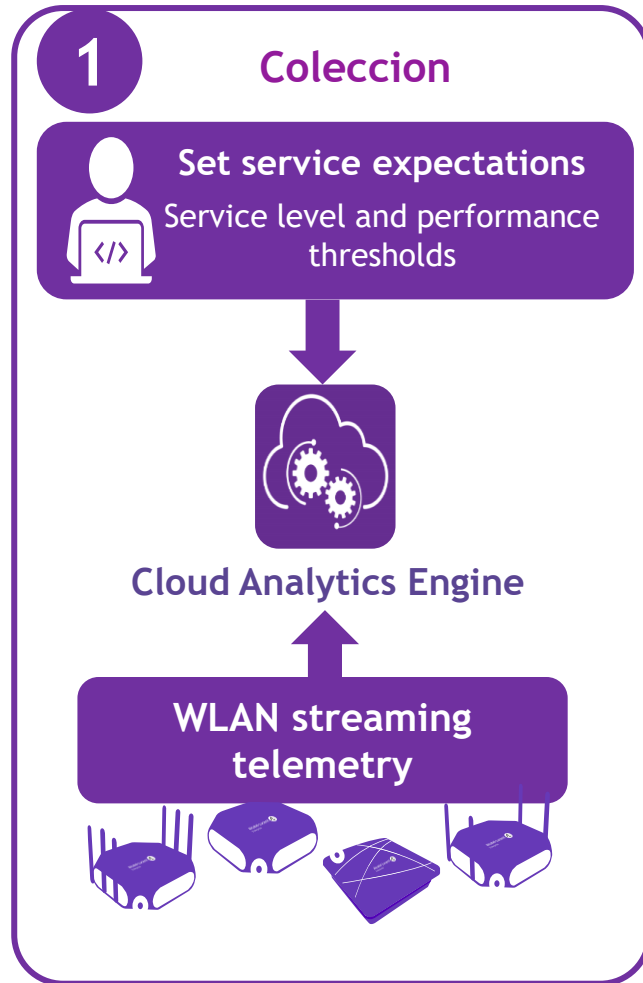 1
Coleccion
Set service expectations
Service level and performance
thresholds
</>
Cloud Analytics Engine
WLAN streaming
telemetry